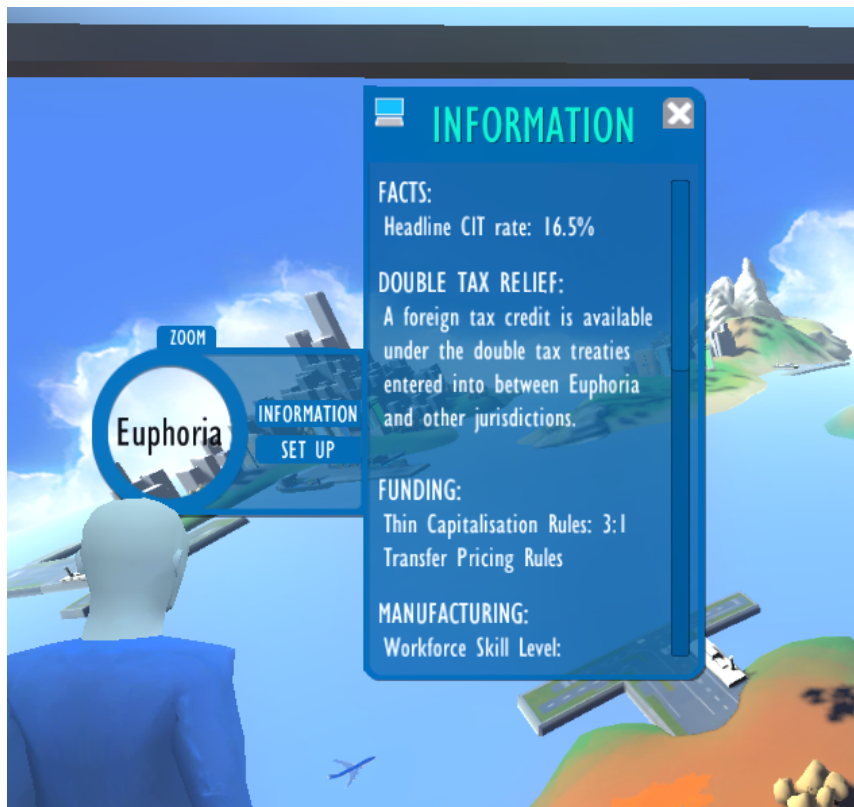 INFORMATION
FACTS:
Headline CIT rate: 16.5%
DOUBLE TAX RELIEF:
A foreign tax credit is available
under the double tax treaties
entered into between Euphoria
and other jurisdictions.
FUNDING:
Thin Capitalisation Rules: 3:1
Transfer Pricing Rules
MANUFACTURING:
Workforce Skill Level:
ZOOM
Euphoria
INFORMATION
SET UP